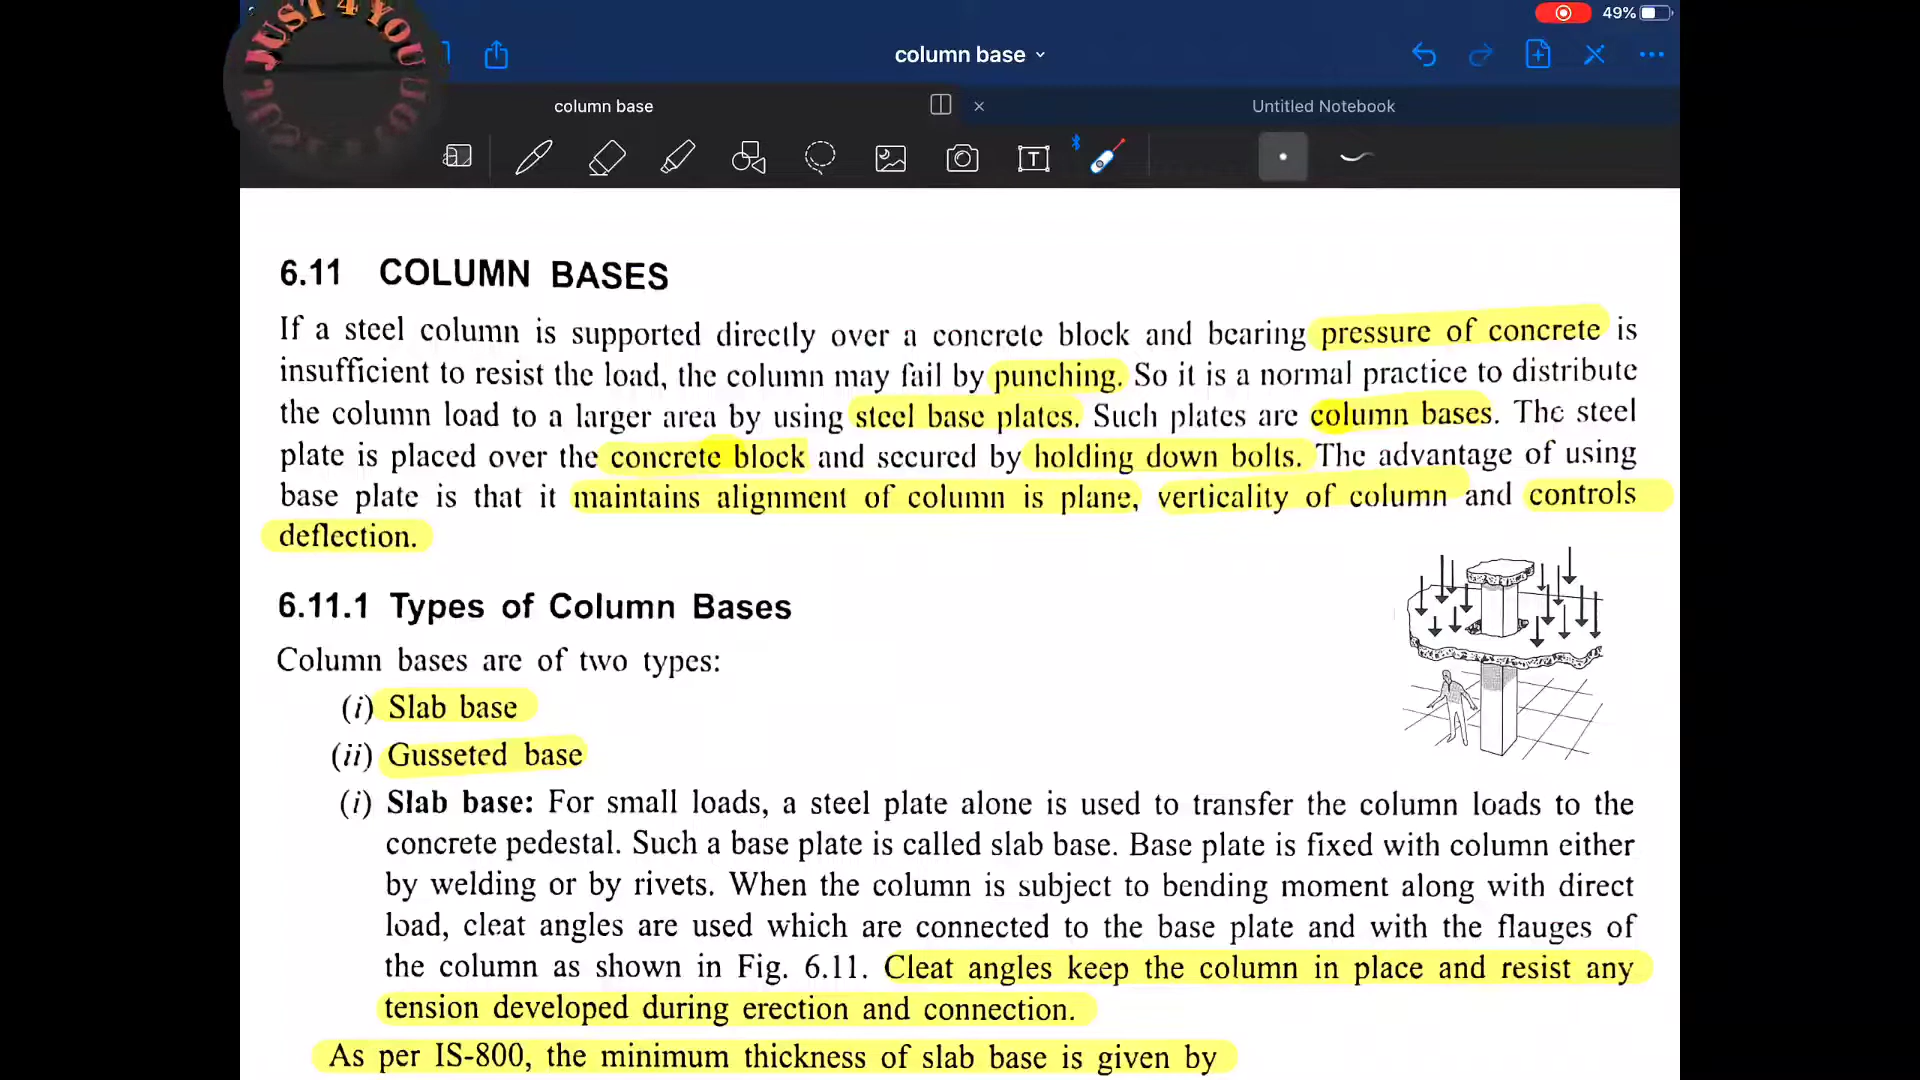 JUST 4 YOU
49%
column base
column base
Untitled Notebook
T
6.11 COLUMN BASES
If a steel column is supported directly over a concrete block and bearing pressure of concrete is
insufficient to resist the load, the column may fail by punching. So it is a normal practice to distribute
the column load to a larger area by using steel base plates. Such plates are column bases. The steel
plate is placed over the concrete block and secured by holding down bolts. The advantage of using
base plate is that it maintains alignment of column is plane, verticality of column and controls
deflection.
6.11.1 Types of Column Bases
Column bases are of two types:
(i) Slab base
(ii) Gusseted base
(i) Slab base: For small loads, a steel plate alone is used to transfer the column loads to the
concrete pedestal. Such a base plate is called slab base. Base plate is fixed with column either
by welding or by rivets. When the column is subject to bending moment along with direct
load, cleat angles are used which are connected to the base plate and with the flauges of
the column as shown in Fig. 6.11. Cleat angles keep the column in place and resist any
tension developed during erection and connection.
As per IS-800, the minimum thickness of slab base is given by